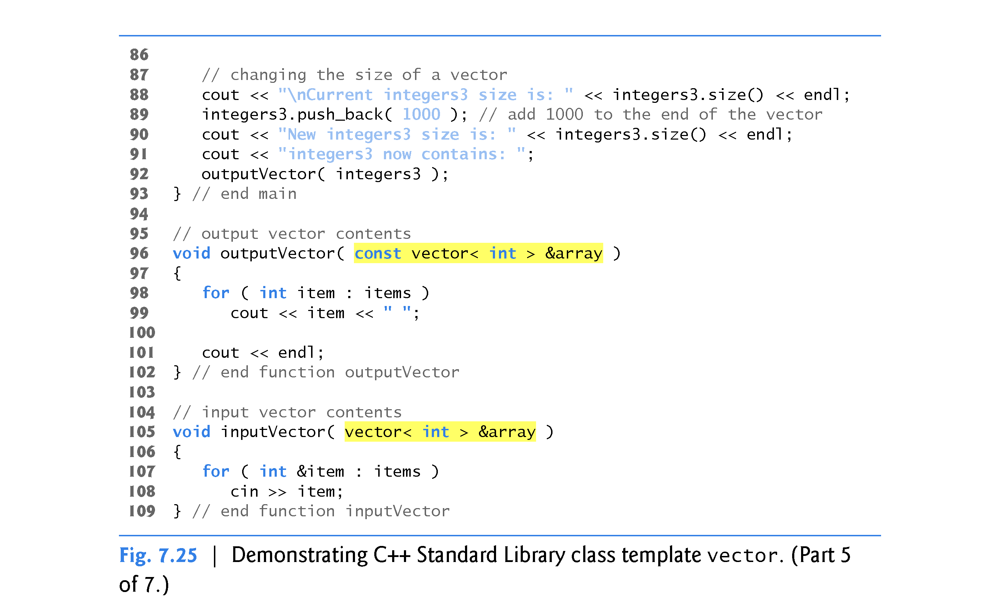 86
87 // changing the size of a vector
88 cout << "\nCurrent integers3 size is: " << integers3.size() << endl;
89 integers3.push_back( 1000 ); // add 1000 to the end of the vector
90 cout << "New integers3 size is: " << integers3.size() << endl;
91 cout << "integers3 now contains: ";
92 outputVector( integers3 );
93 } // end main
94
95 // output vector contents
96 void outputVector( const vector< int > &array )
97 {
98 for ( int item : items )
99 cout << item << " ";
100
101 cout << endl;
102 } // end function outputVector
103
104 // input vector contents
105 void inputVector( vector< int > &array )
106 {
107 for ( int &item : items )
108 cin >> item;
109 } // end function inputVector
Fig. 7.25 | Demonstrating C++ Standard Library class template vector. (Part 5
of 7.)